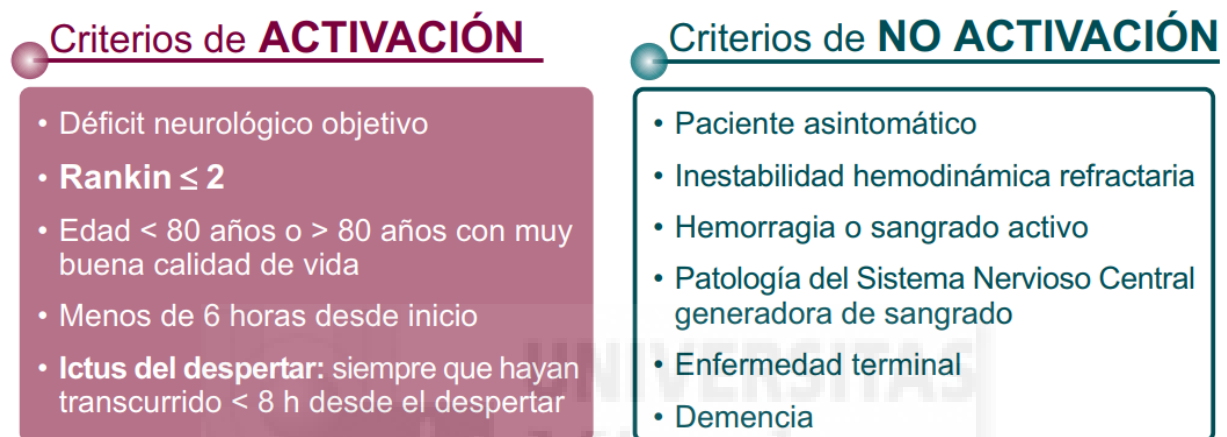 Criterios de ACTIVACIÓN
• Déficit neurológico objetivo
• Rankin ≤ 2
• Edad < 80 años o > 80 años con muy
buena calidad de vida
• Menos de 6 horas desde inicio
• Ictus del despertar: siempre que hayan
transcurrido < 8 h desde el despertar
Criterios de NO ACTIVACIÓN
• Paciente asintomático
• Inestabilidad hemodinámica refractaria
• Hemorragia o sangrado activo
• Patología del Sistema Nervioso Central
generadora de sangrado
• Enfermedad terminal
• Demencia
UNIVERSITAS